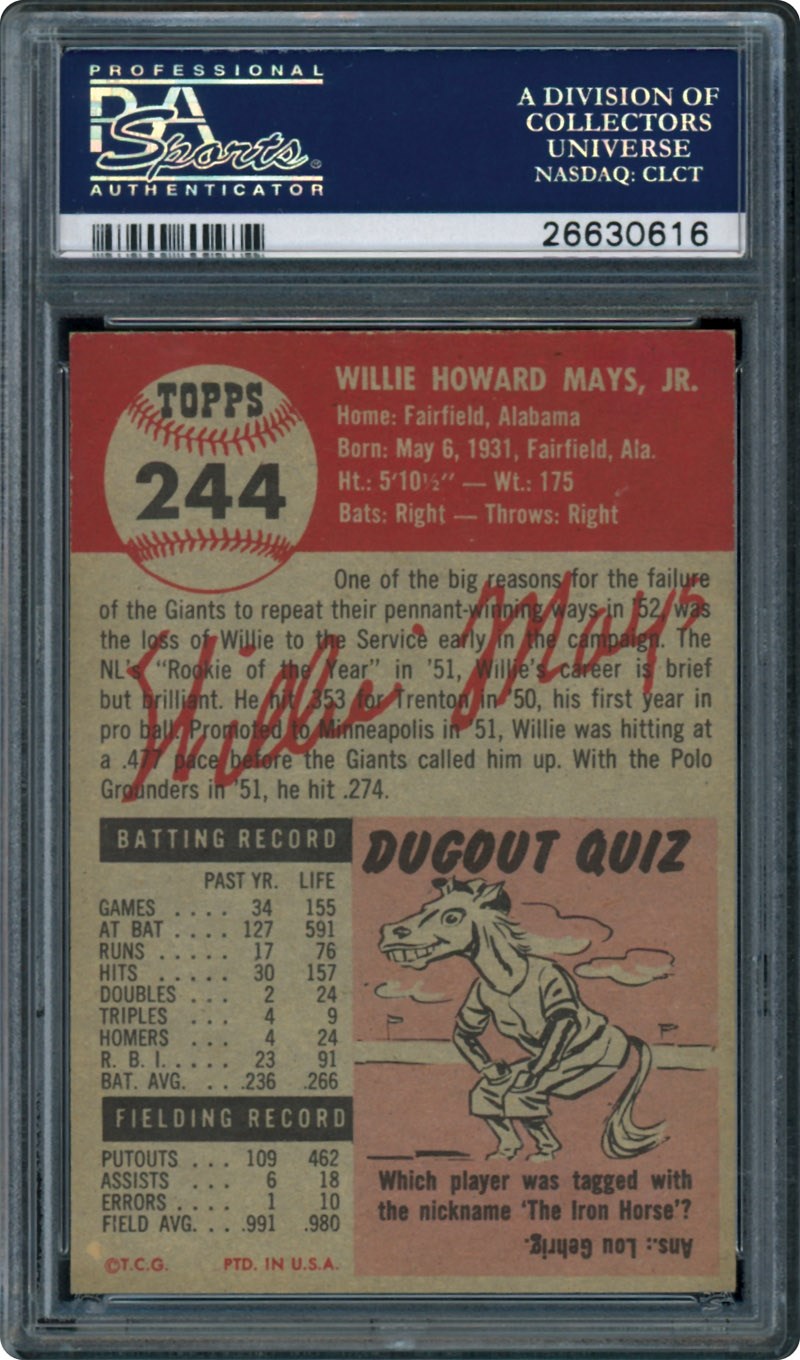 PROFESSIONAL
PSA
Sports®
AUTHENTICATOR
A DIVISION OF
COLLECTORS
UNIVERSE
NASDAQ: CLCT
26630616
TOPPS
244
WILLIE HOWARD MAYS, JR.
Home: Fairfield, Alabama
Born: May 6, 1931, Fairfield, Ala.
Ht.: 5'10½" — Wt.: 175
Bats: Right — Throws: Right
One of the big reasons for the failure
of the Giants to repeat their pennant-winning ways in '52, was
the loss of Willie to the Service early in the campaign. The
NL's "Rookie of the Year" in '51, Willie's career is brief
but brilliant. He hit .353 for Trenton in '50, his first year in
pro ball. Promoted to Minneapolis in '51, Willie was hitting at
a .477 pace before the Giants called him up. With the Polo
Grounders in '51, he hit .274.
Willie Mays
BATTING RECORD
PAST YR. LIFE
GAMES .... 34 155
AT BAT .... 127 591
RUNS ..... 17 76
HITS ..... 30 157
DOUBLES ... 2 24
TRIPLES ... 4 9
HOMERS ... 4 24
R. B. I. .... 23 91
BAT. AVG. ... .236 .266
FIELDING RECORD
PUTOUTS ... 109 462
ASSISTS ... 6 18
ERRORS .... 1 10
FIELD AVG. ... .991 .980
©T.C.G. PTD. IN U.S.A.
DUGOUT QUIZ
Which player was tagged with
the nickname 'The Iron Horse'?
Ans.: Lou Gehrig.